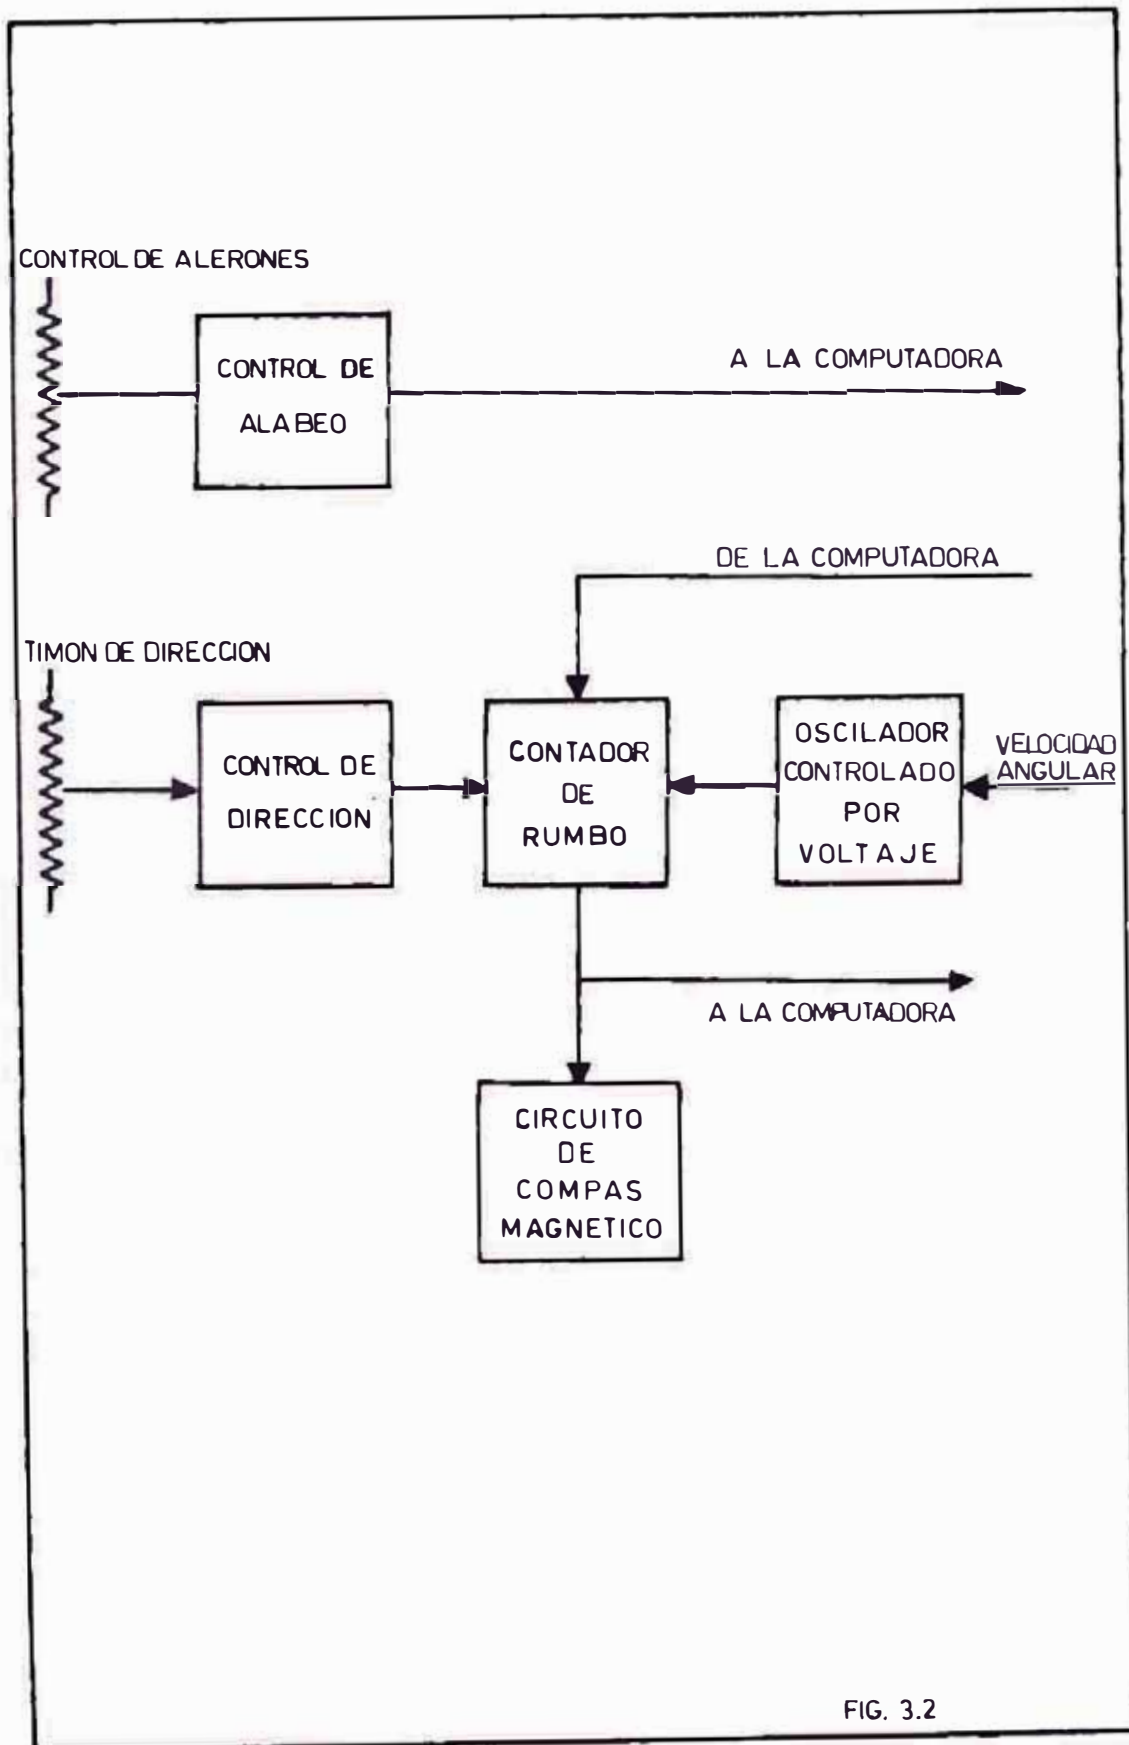 CONTROL DE ALERONES
CONTROL DE
ALABEO
A LA COMPUTADORA
DE LA COMPUTADORA
TIMON DE DIRECCION
CONTROL DE
DIRECCION
CONTADOR
DE
RUMBO
OSCILADOR
CONTROLADO
POR
VOLTAJE
VELOCIDAD
ANGULAR
A LA COMPUTADORA
CIRCUITO
DE
COMPAS
MAGNETICO
FIG. 3.2